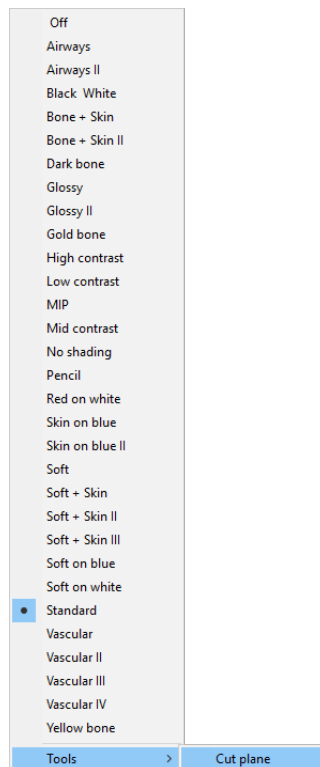 Off
Airways
Airways II
Black White
Bone + Skin
Bone + Skin II
Dark bone
Glossy
Glossy II
Gold bone
High contrast
Low contrast
MIP
Mid contrast
No shading
Pencil
Red on white
Skin on blue
Skin on blue II
Soft
Soft + Skin
Soft + Skin II
Soft + Skin III
Soft on blue
Soft on white
Standard
Vascular
Vascular II
Vascular III
Vascular IV
Yellow bone
Tools > Cut plane